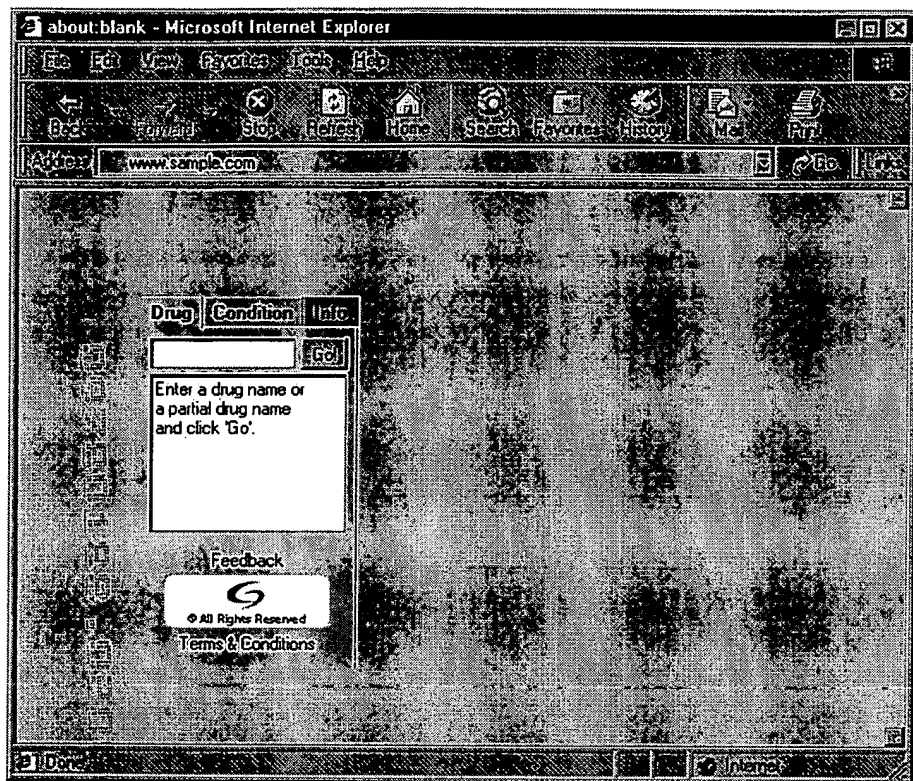 about:blank - Microsoft Internet Explorer
File Edit View Favorites Tools Help
Back Forward Stop Refresh Home Search Favorites History Mail Print
Address www.sample.com Go Links
Drug Condition Info
Go!
Enter a drug name or
a partial drug name
and click 'Go'.
Feedback
© All Rights Reserved
Terms & Conditions
Done Internet